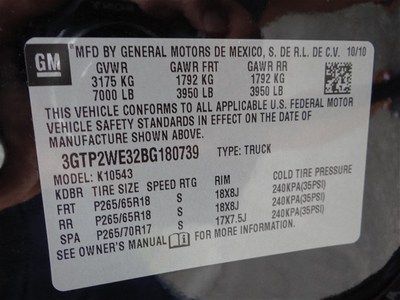 GM
MFD BY GENERAL MOTORS DE MEXICO, S. DE R.L. DE C.V. 10/10
GVWR GAWR FRT GAWR RR
3175 KG 1792 KG 1792 KG
7000 LB 3950 LB 3950 LB
THIS VEHICLE CONFORMS TO ALL APPLICABLE U.S. FEDERAL MOTOR
VEHICLE SAFETY STANDARDS IN EFFECT ON THE DATE OF
MANUFACTURE SHOWN ABOVE.
3GTP2WE32BG180739 TYPE: TRUCK
MODEL: K10543
KDBR TIRE SIZE SPEED RTG RIM COLD TIRE PRESSURE
FRT P265/65R18 S 18X8J 240KPA(35PSI)
RR P265/65R18 S 18X8J 240KPA(35PSI)
SPA P265/70R17 S 17X7.5J 240KPA(35PSI)
SEE OWNER'S MANUAL FOR MORE INFORMATION.